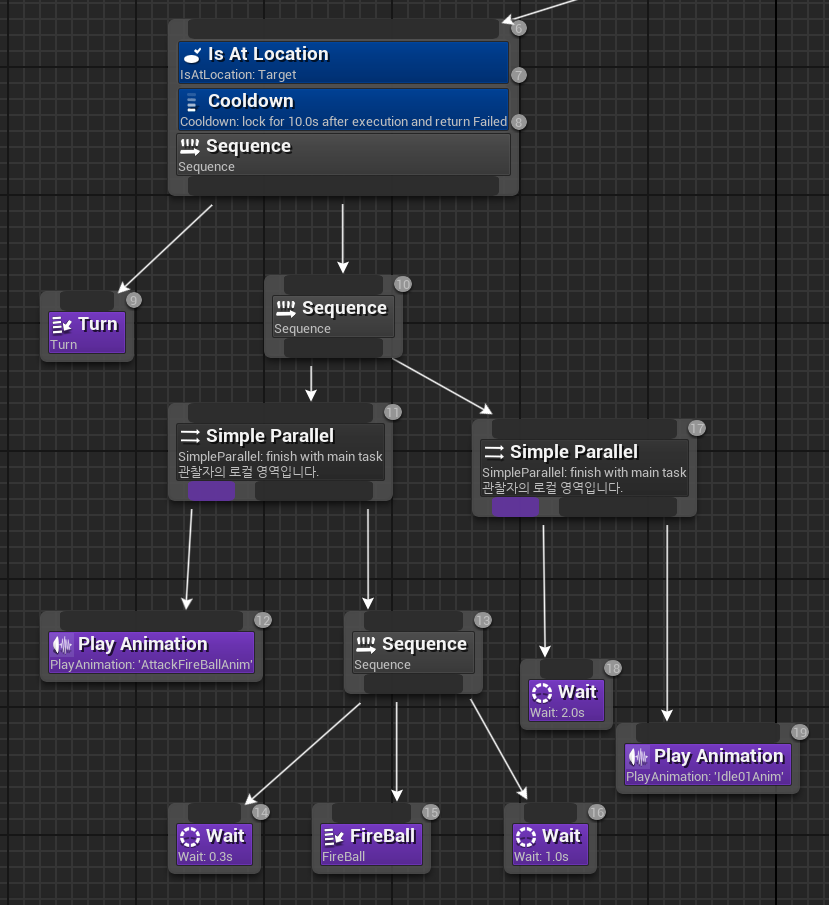 6
Is At Location
IsAtLocation: Target
7
Cooldown
Cooldown: lock for 10.0s after execution and return Failed
8
Sequence
Sequence
9
Turn
Turn
10
Sequence
Sequence
11
Simple Parallel
SimpleParallel: finish with main task
관찰자의 로컬 영역입니다.
17
Simple Parallel
SimpleParallel: finish with main task
관찰자의 로컬 영역입니다.
12
Play Animation
PlayAnimation: 'AttackFireBallAnim'
13
Sequence
Sequence
18
Wait
Wait: 2.0s
19
Play Animation
PlayAnimation: 'Idle01Anim'
14
Wait
Wait: 0.3s
15
FireBall
FireBall
16
Wait
Wait: 1.0s